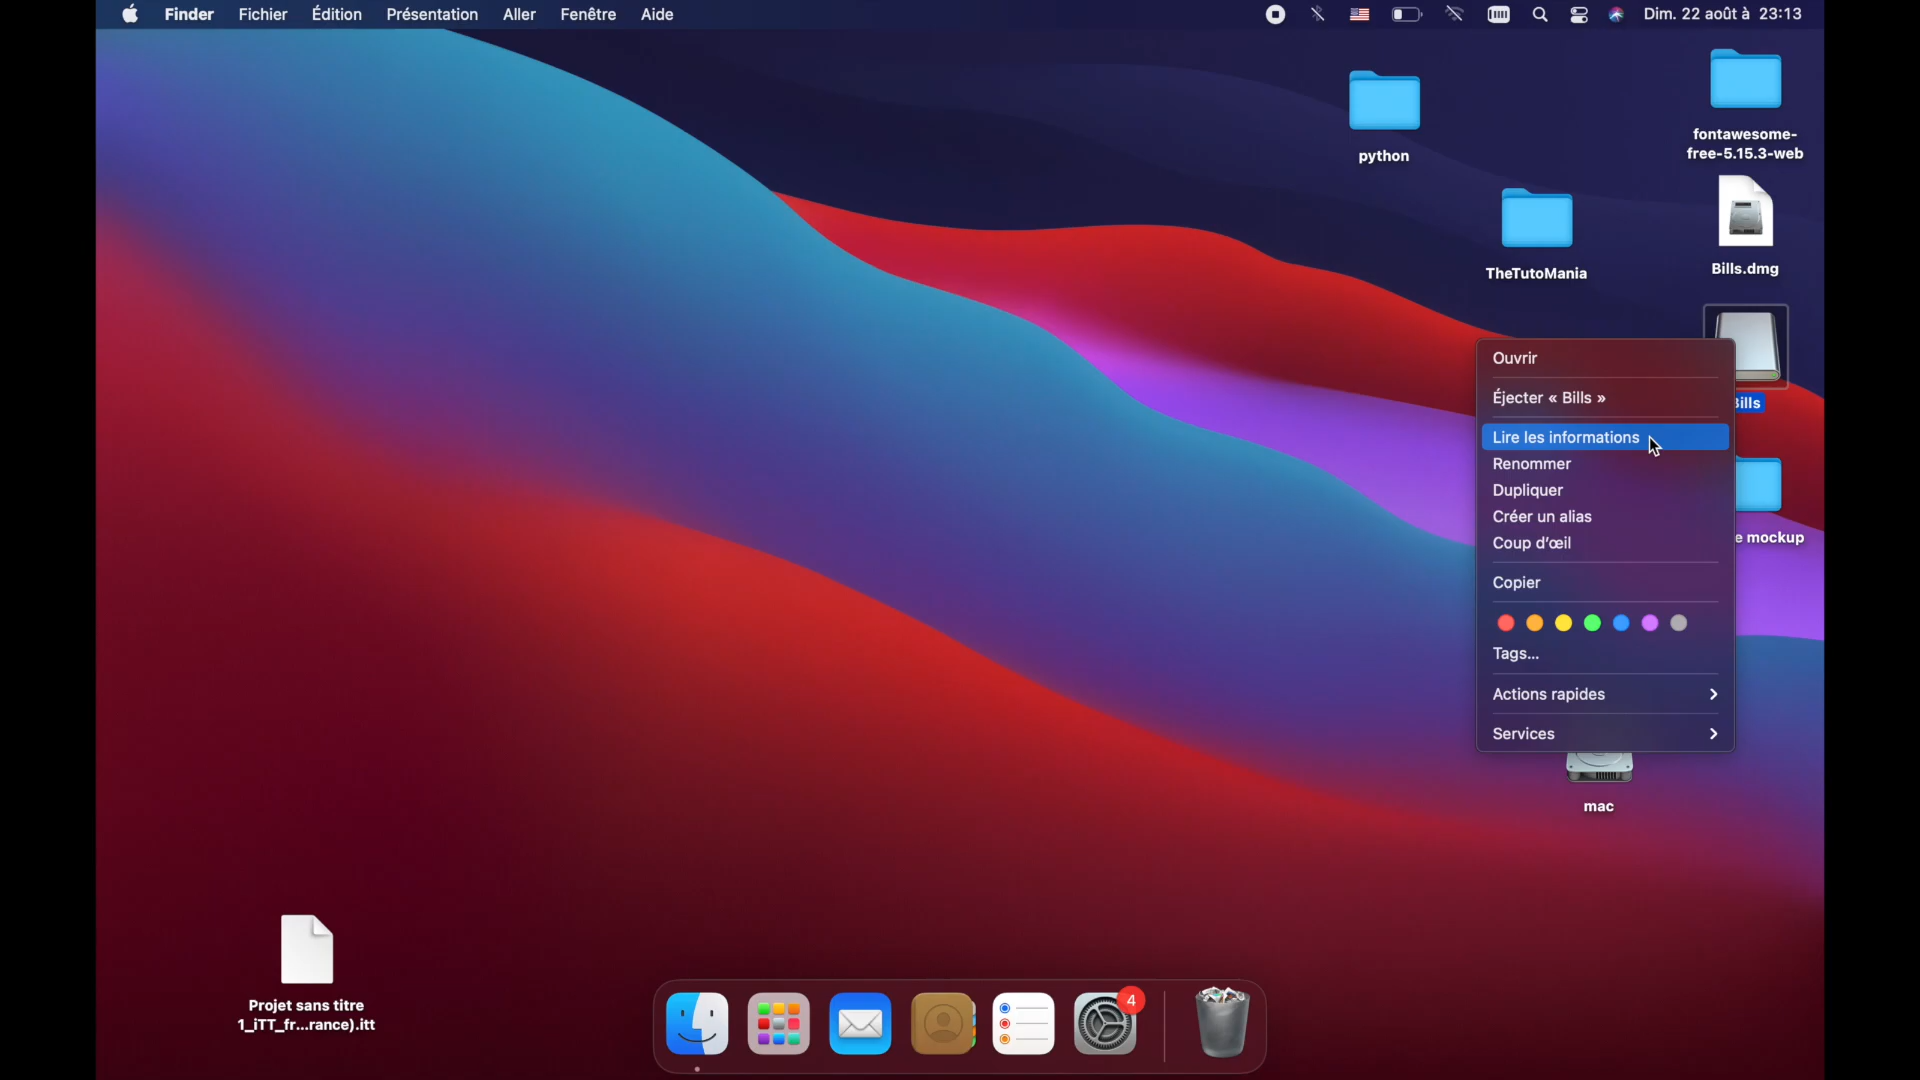 Finder Fichier Édition Présentation Aller Fenêtre Aide Dim. 22 août à 23:13
python
fontawesome-
free-5.15.3-web
TheTutoMania
Bills.dmg
Bills
Ouvrir
Éjecter « Bills »
Lire les informations
Renommer
Dupliquer
Créer un alias
Coup d'œil
Copier
Tags...
Actions rapides
Services
e mockup
mac
Projet sans titre
1_iTT_fr...rance).itt
4